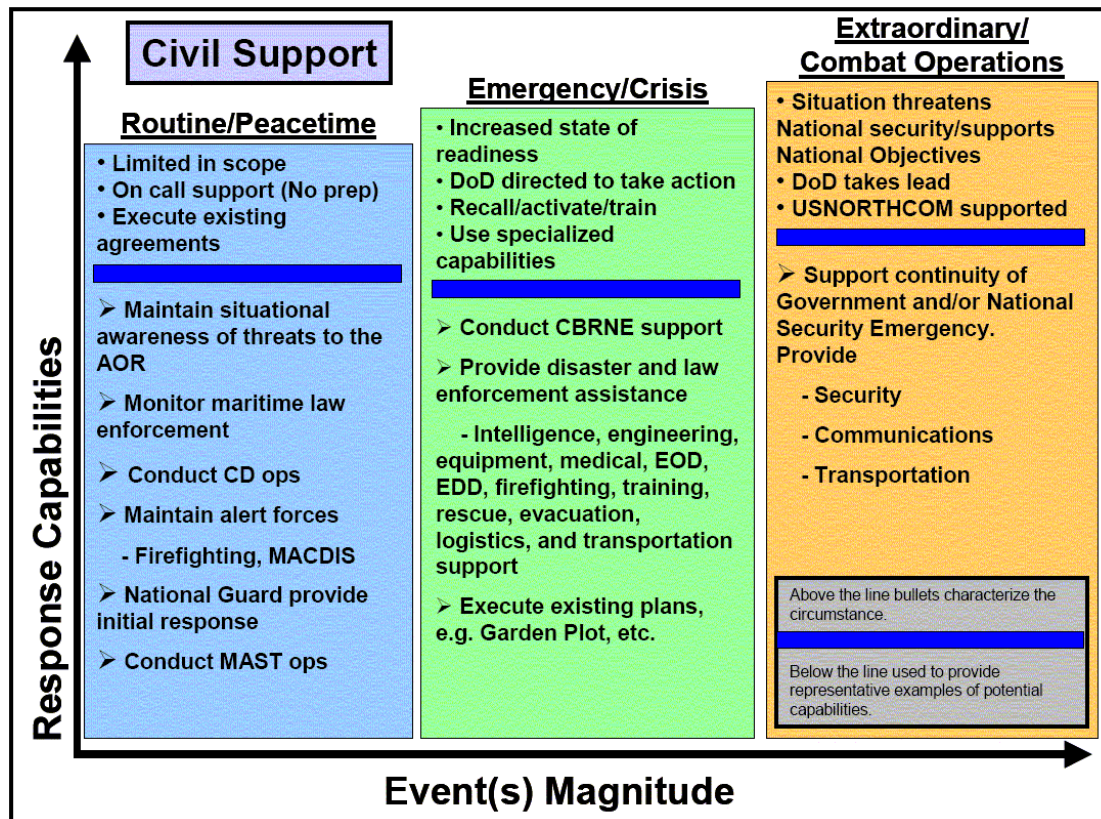 Civil Support
Response Capabilities
Routine/Peacetime
• Limited in scope
• On call support (No prep)
• Execute existing
agreements
➢ Maintain situational
awareness of threats to the
AOR
➢ Monitor maritime law
enforcement
➢ Conduct CD ops
➢ Maintain alert forces
- Firefighting, MACDIS
➢ National Guard provide
initial response
➢ Conduct MAST ops
Emergency/Crisis
• Increased state of
readiness
• DoD directed to take action
• Recall/activate/train
• Use specialized
capabilities
➢ Conduct CBRNE support
➢ Provide disaster and law
enforcement assistance
- Intelligence, engineering,
equipment, medical, EOD,
EDD, firefighting, training,
rescue, evacuation,
logistics, and transportation
support
➢ Execute existing plans,
e.g. Garden Plot, etc.
Extraordinary/
Combat Operations
• Situation threatens
National security/supports
National Objectives
• DoD takes lead
• USNORTHCOM supported
➢ Support continuity of
Government and/or National
Security Emergency.
Provide
- Security
- Communications
- Transportation
Above the line bullets characterize the
circumstance.
Below the line used to provide
representative examples of potential
capabilities.
Event(s) Magnitude